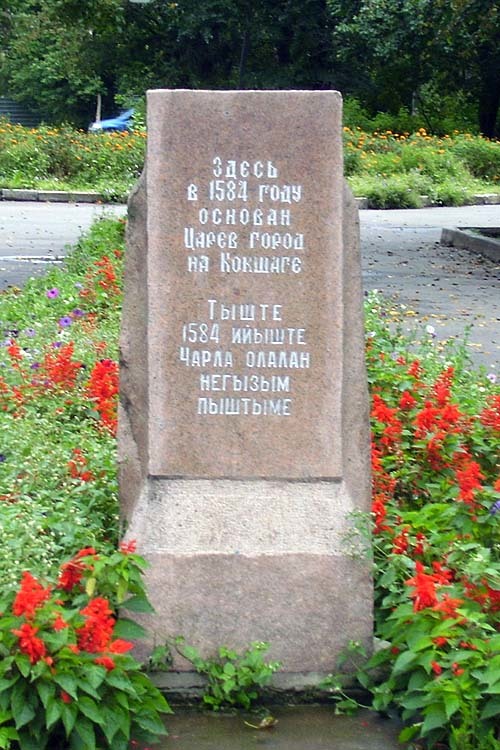 Здесь
в 1584 году
основан
Царев город
на Кокшаге
Тыште
1584 ийыште
Чарла олалан
негызым
пыштыме